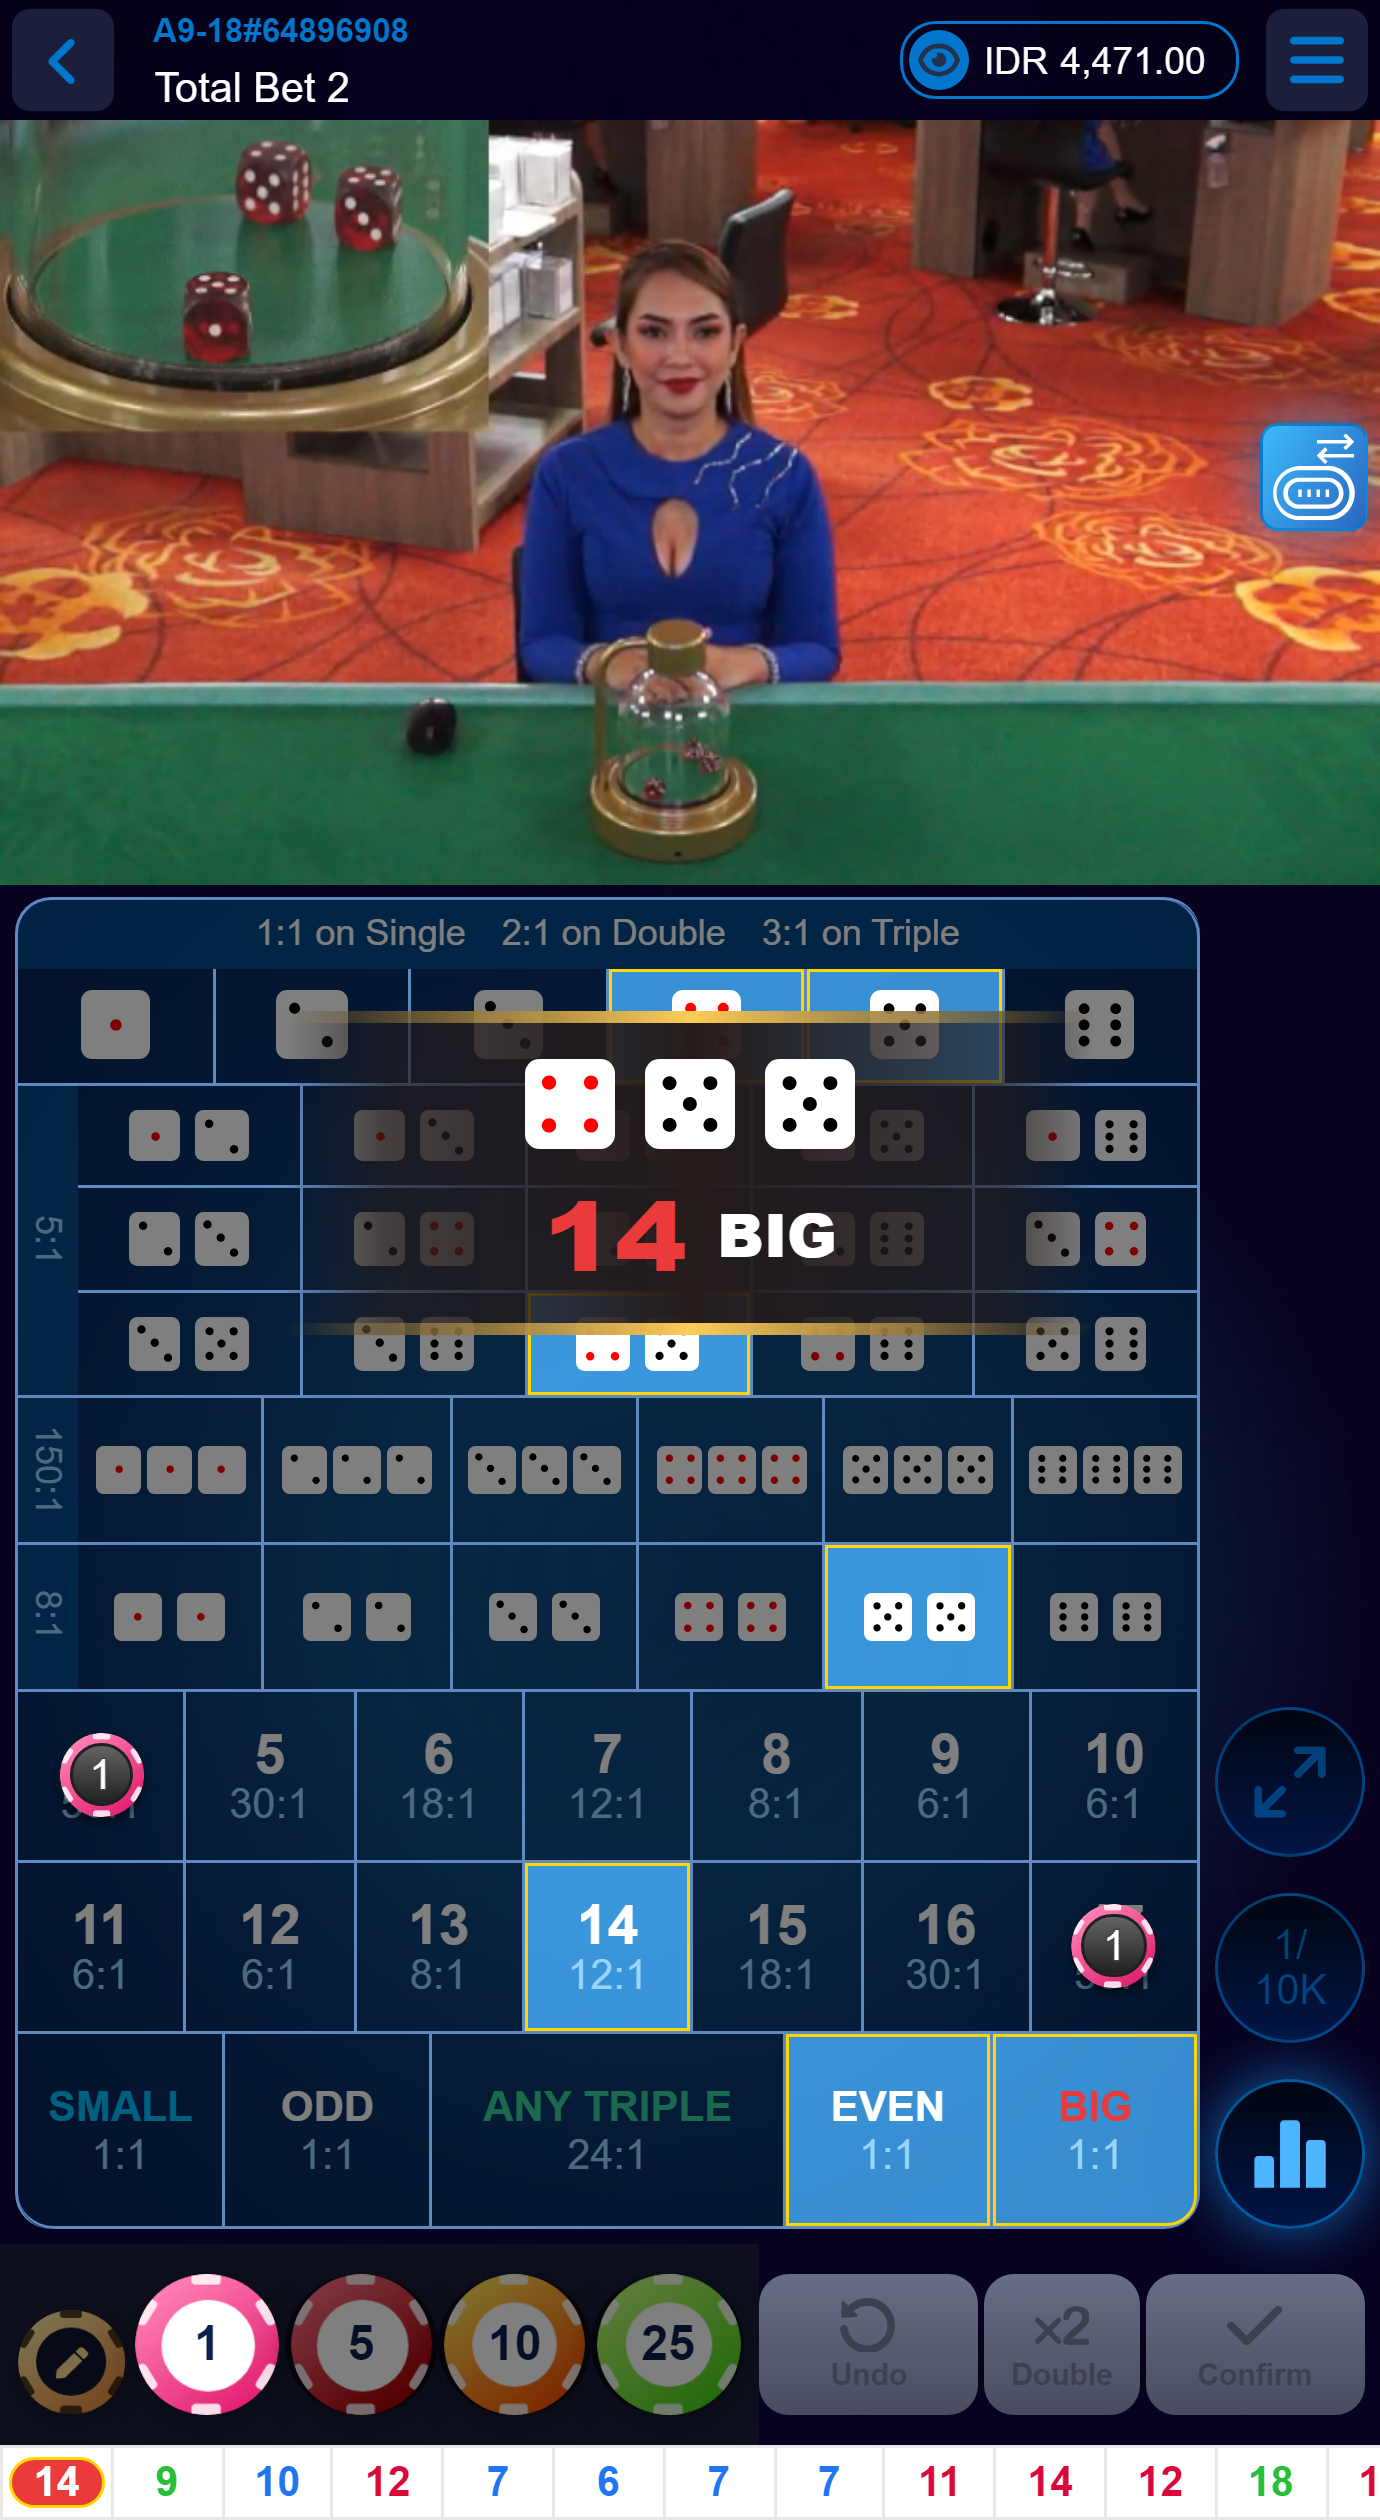 A9-18#64896908
Total Bet 2
IDR 4,471.00
1:1 on Single 2:1 on Double 3:1 on Triple
14 BIG
5:1
150:1
8:1
1
5 6 7 8 9 10
30:1 18:1 12:1 8:1 6:1 6:1
11 12 13 14 15 16
1
6:1 6:1 8:1 12:1 18:1 30:1
SMALL ODD ANY TRIPLE EVEN BIG
1:1 1:1 24:1 1:1 1:1
1/
10K
1 5 10 25
x2
Undo Double Confirm
14 9 10 12 7 6 7 7 11 14 12 18